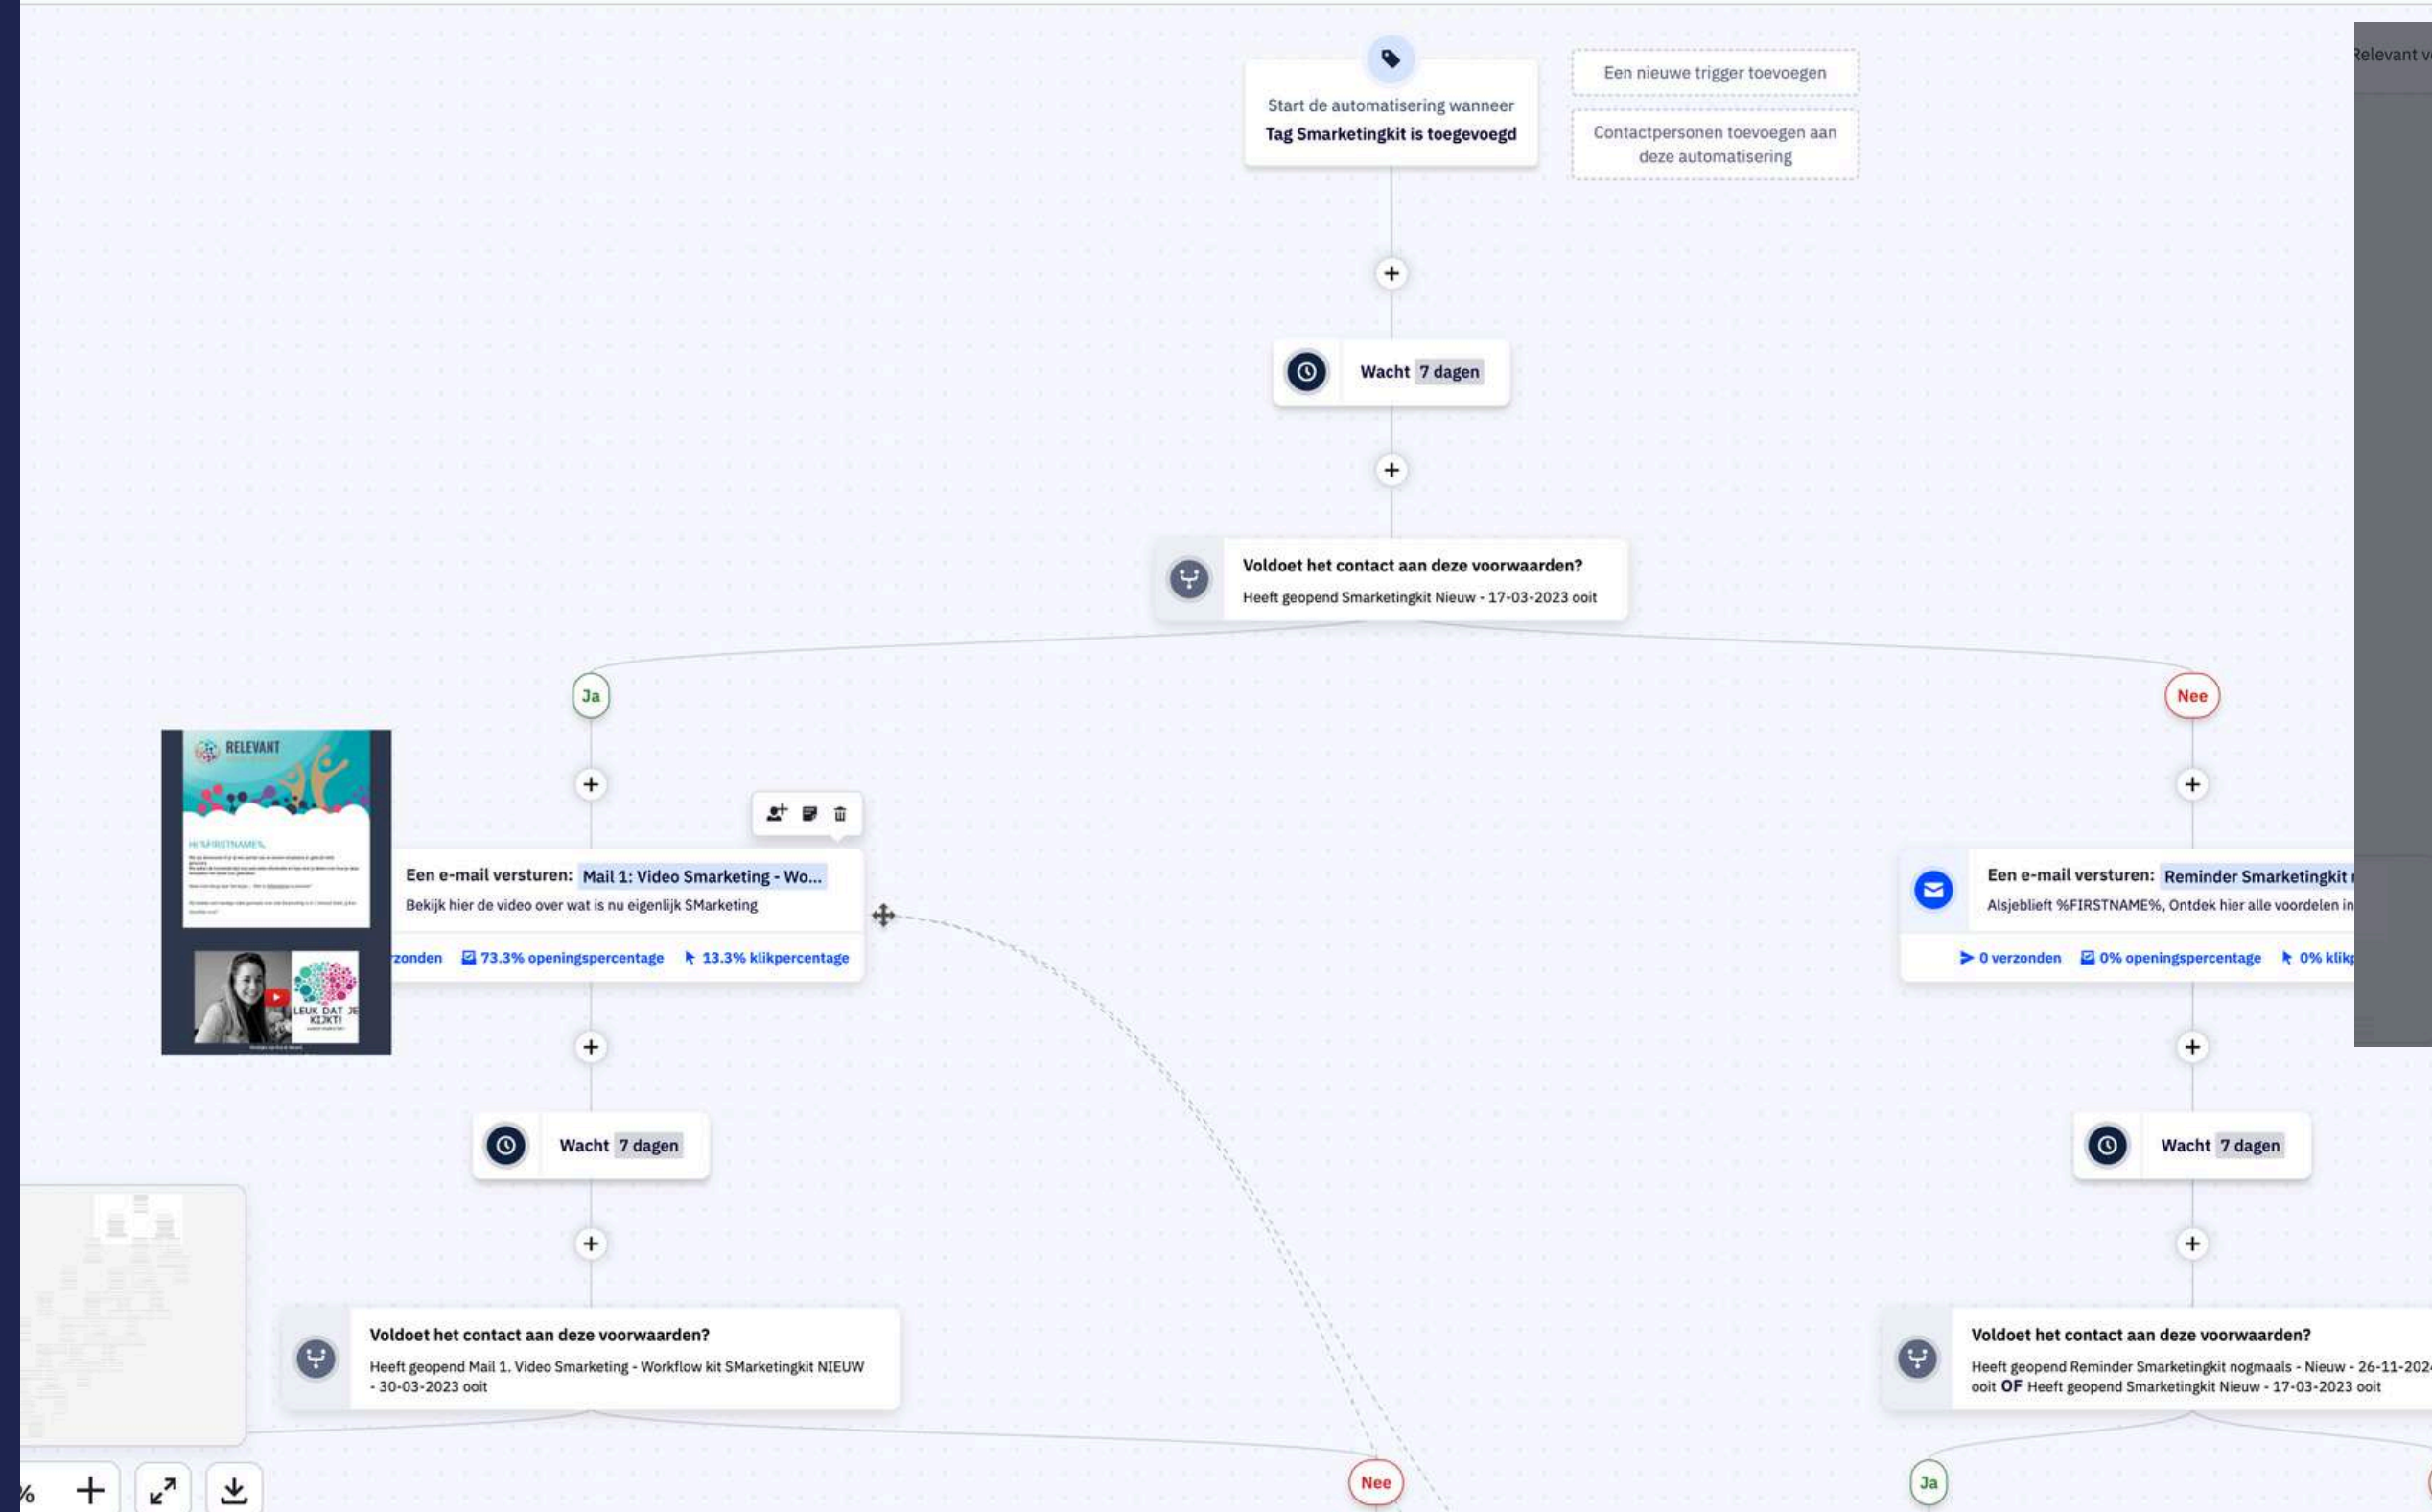 Start de automatisering wanneer
Tag Smarketingkit is toegevoegd
Een nieuwe trigger toevoegen
Contactpersonen toevoegen aan
deze automatisering
Relevant
Wacht 7 dagen
Voldoet het contact aan deze voorwaarden?
Heeft geopend Smarketingkit Nieuw - 17-03-2023 ooit
Ja
Nee
RELEVANT
HI %FIRSTNAME%,
LEUK DAT JE
KIJKT!
Een e-mail versturen: Mail 1: Video Smarketing - Wo...
Bekijk hier de video over wat is nu eigenlijk SMarketing
zonden 73.3% openingspercentage 13.3% klikpercentage
Een e-mail versturen: Reminder Smarketingkit
Alsjeblieft %FIRSTNAME%, Ontdek hier alle voordelen in
0 verzonden 0% openingspercentage 0% klikp
Wacht 7 dagen
Wacht 7 dagen
Voldoet het contact aan deze voorwaarden?
Heeft geopend Mail 1. Video Smarketing - Workflow kit SMarketingkit NIEUW
- 30-03-2023 ooit
Voldoet het contact aan deze voorwaarden?
Heeft geopend Reminder Smarketingkit nogmaals - Nieuw - 26-11-2024
ooit OF Heeft geopend Smarketingkit Nieuw - 17-03-2023 ooit
Nee
Ja
%